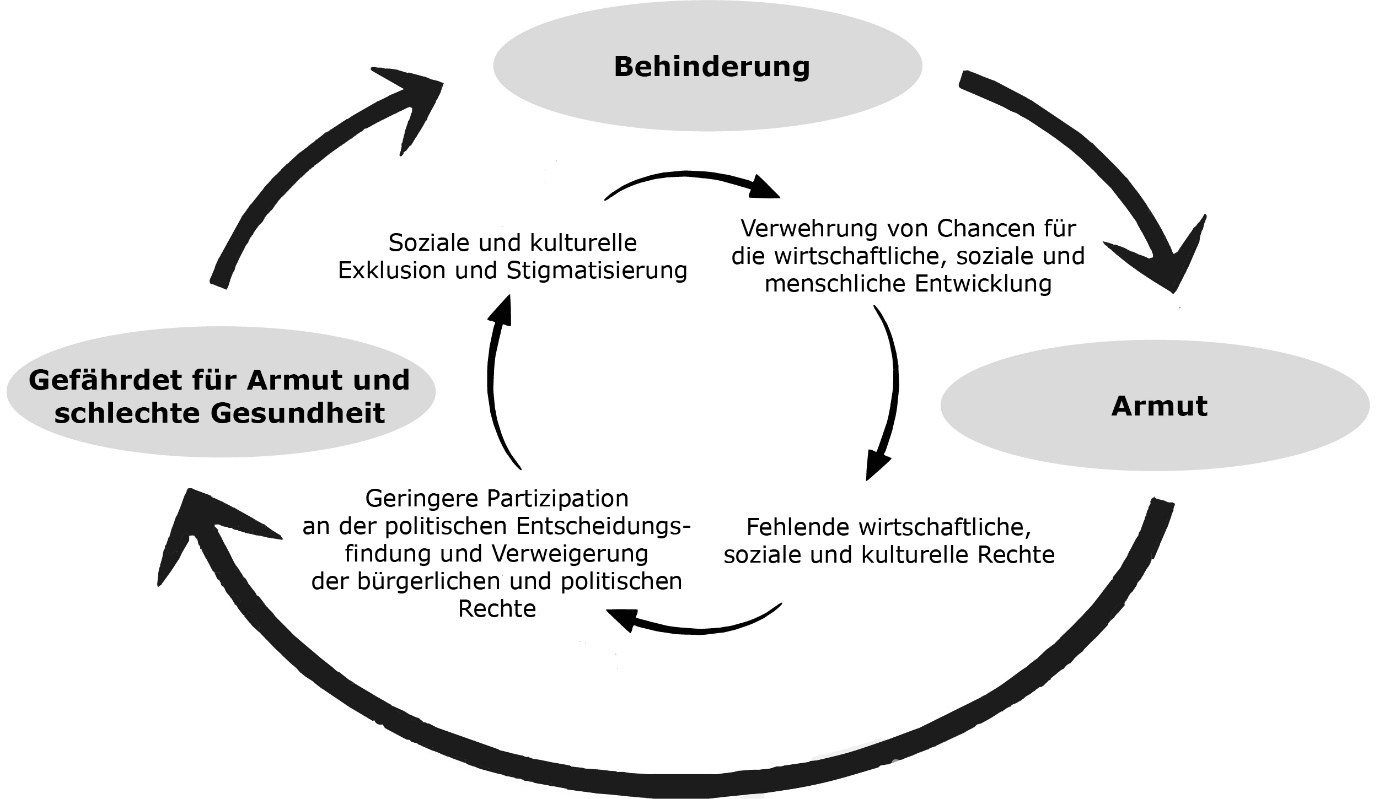 Behinderung
Soziale und kulturelle
Exklusion und Stigmatisierung
Verwehrung von Chancen für
die wirtschaftliche, soziale und
menschliche Entwicklung
Gefährdet für Armut und
schlechte Gesundheit
Armut
Geringere Partizipation
an der politischen Entscheidungs-
findung und Verweigerung
der bürgerlichen und politischen
Rechte
Fehlende wirtschaftliche,
soziale und kulturelle Rechte